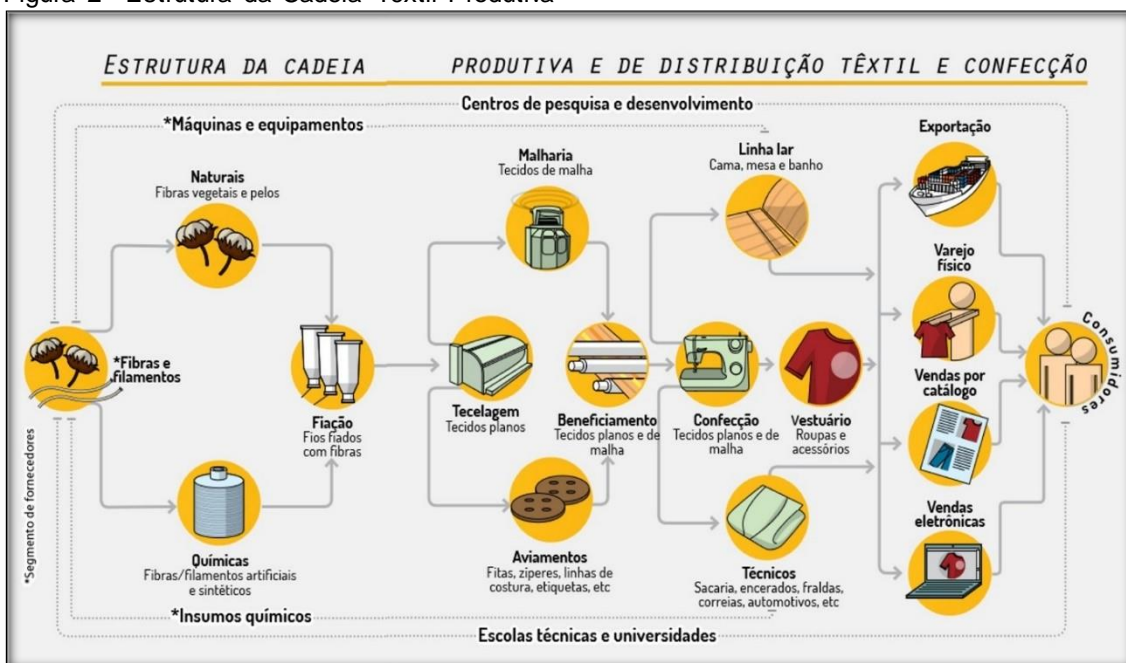 Figura 2 Estrutura da Cadeia Têxtil Produtiva
ESTRUTURA DA CADEIA PRODUTIVA E DE DISTRIBUIÇÃO TÊXTIL E CONFECÇÃO
Centros de pesquisa e desenvolvimento
*Máquinas e equipamentos
Naturais
Fibras vegetais e pelos
Malharia
Tecidos de malha
Linha lar
Cama, mesa e banho
Exportação
Varejo
físico
*Fibras e
filamentos
Fiação
Fios fiados
com fibras
Tecelagem
Tecidos planos
Beneficiamento
Tecidos planos e de
malha
Confecção
Tecidos planos e de
malha
Vestuário
Roupas e
acessórios
Vendas por
catálogo
Consumidores
Químicas
Fibras/filamentos artificiais
e sintéticos
Aviamentos
Fitas, zíperes, linhas de
costura, etiquetas, etc
Técnicos
Sacaria, encerados, fraldas,
correias, automotivos, etc
Vendas
eletrônicas
*Segmento de fornecedores
*Insumos químicos
Escolas técnicas e universidades